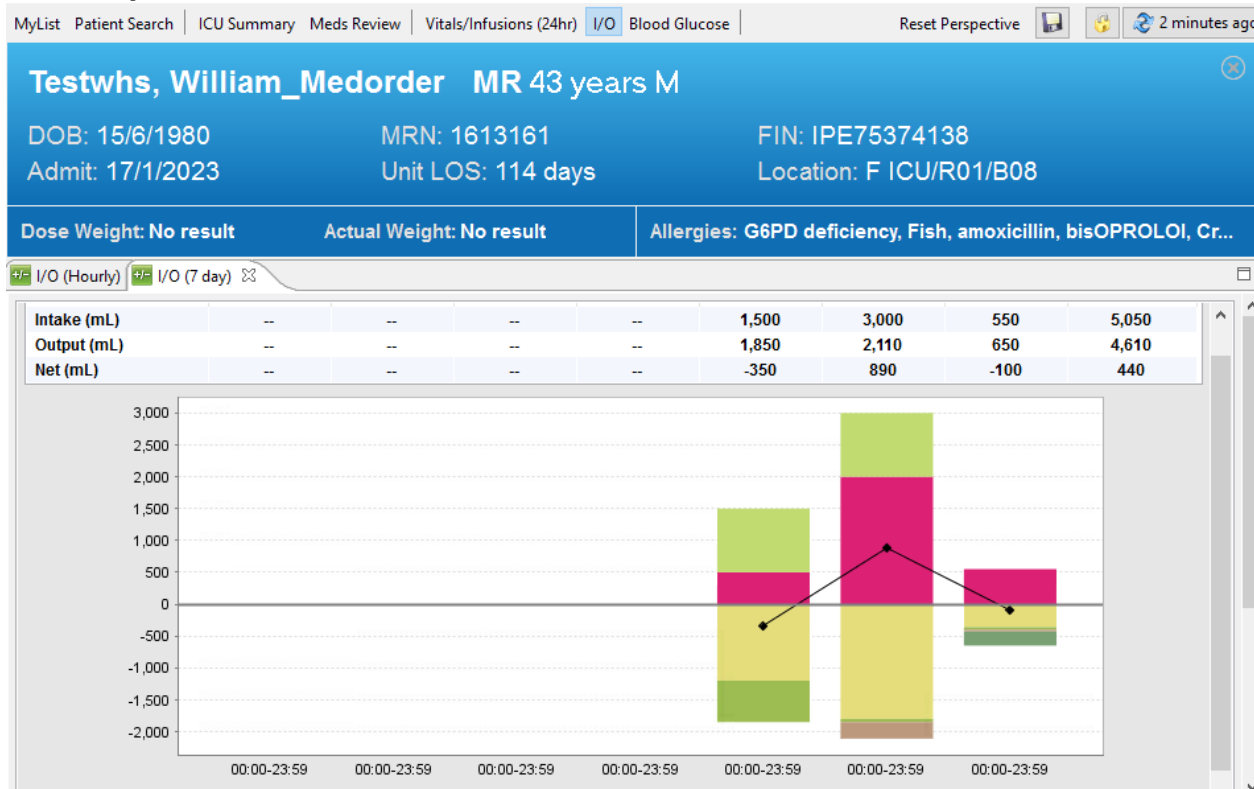 MyList Patient Search ICU Summary Meds Review Vitals/Infusions (24hr) I/O Blood Glucose Reset Perspective 2 minutes ago
Testwhs, William_Medorder MR 43 years M
DOB: 15/6/1980 MRN: 1613161 FIN: IPE75374138
Admit: 17/1/2023 Unit LOS: 114 days Location: F ICU/R01/B08
Dose Weight: No result Actual Weight: No result Allergies: G6PD deficiency, Fish, amoxicillin, bisOPROLOl, Cr...
+/- I/O (Hourly) +/- I/O (7 day)
Intake (mL) -- -- -- -- 1,500 3,000 550 5,050
Output (mL) -- -- -- -- 1,850 2,110 650 4,610
Net (mL) -- -- -- -- -350 890 -100 440
3,000
2,500
2,000
1,500
1,000
500
0
-500
-1,000
-1,500
-2,000
00:00-23:59 00:00-23:59 00:00-23:59 00:00-23:59 00:00-23:59 00:00-23:59 00:00-23:59